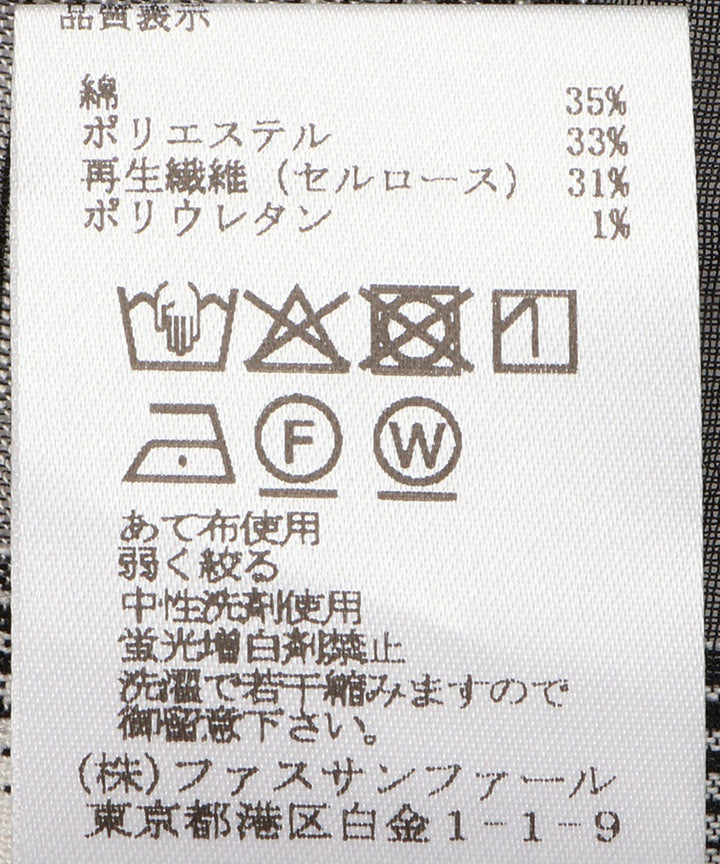 品質表示
綿 35%
ポリエステル 33%
再生繊維 (セルロース) 31%
ポリウレタン 1%
F W
あて布使用
弱く絞る
中性洗剤使用
蛍光増白剤禁止
洗濯で若干縮みますので
御留意下さい。
(株)ファスサンファール
東京都港区白金1-1-9